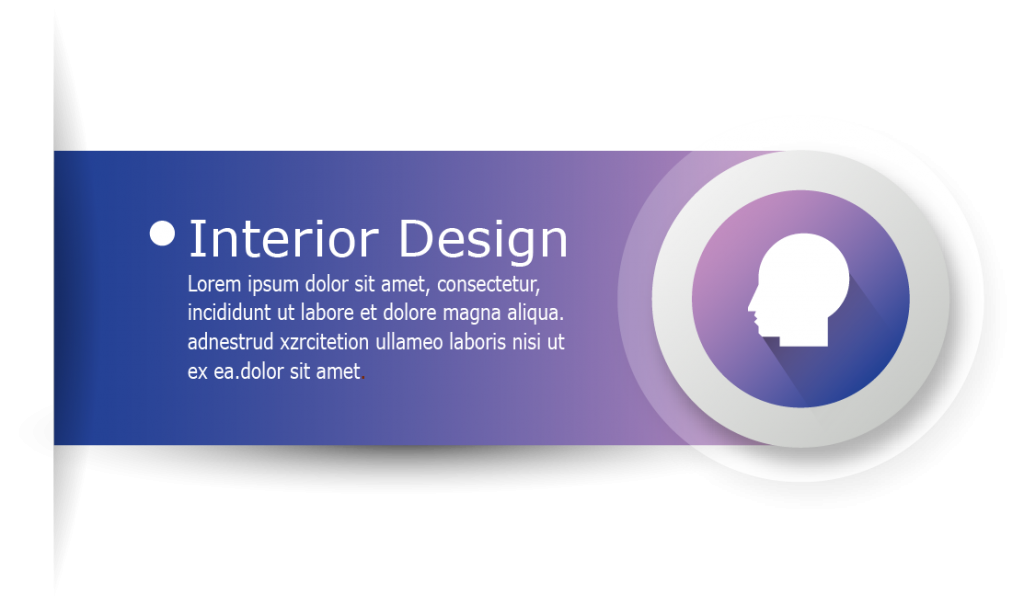 Interior Design
Lorem ipsum dolor sit amet, consectetur,
incididunt ut labore et dolore magna aliqua.
adnestrud xzrcitetion ullameo laboris nisi ut
ex ea.dolor sit amet.